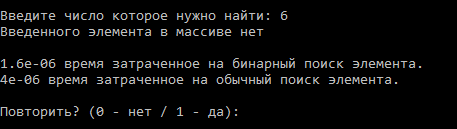 Введите число которое нужно найти: 6
Введенного элемента в массиве нет
1.6e-06 время затраченное на бинарный поиск элемента.
4e-06 время затраченное на обычный поиск элемента.
Повторить? (0 - нет / 1 - да):